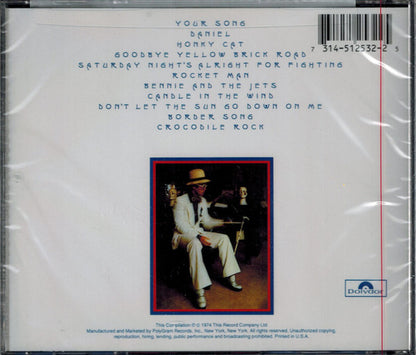 YOUR SONG
DANIEL
HONKY CAT
GOODBYE YELLOW BRICK ROAD
SATURDAY NIGHT'S ALRIGHT FOR FIGHTING
ROCKET MAN
BENNIE AND THE JETS
CANDLE IN THE WIND
DON'T LET THE SUN GO DOWN ON ME
BORDER SONG
CROCODILE ROCK
7 314-512532-2 5
Polydor
This Compilation ℗ © 1974 This Record Company Ltd.
Manufactured and Marketed by PolyGram Records, Inc., New York, New York. All rights reserved. Unauthorized copying,
reproduction, hiring, lending, public performance and broadcasting prohibited. Printed in U.S.A.